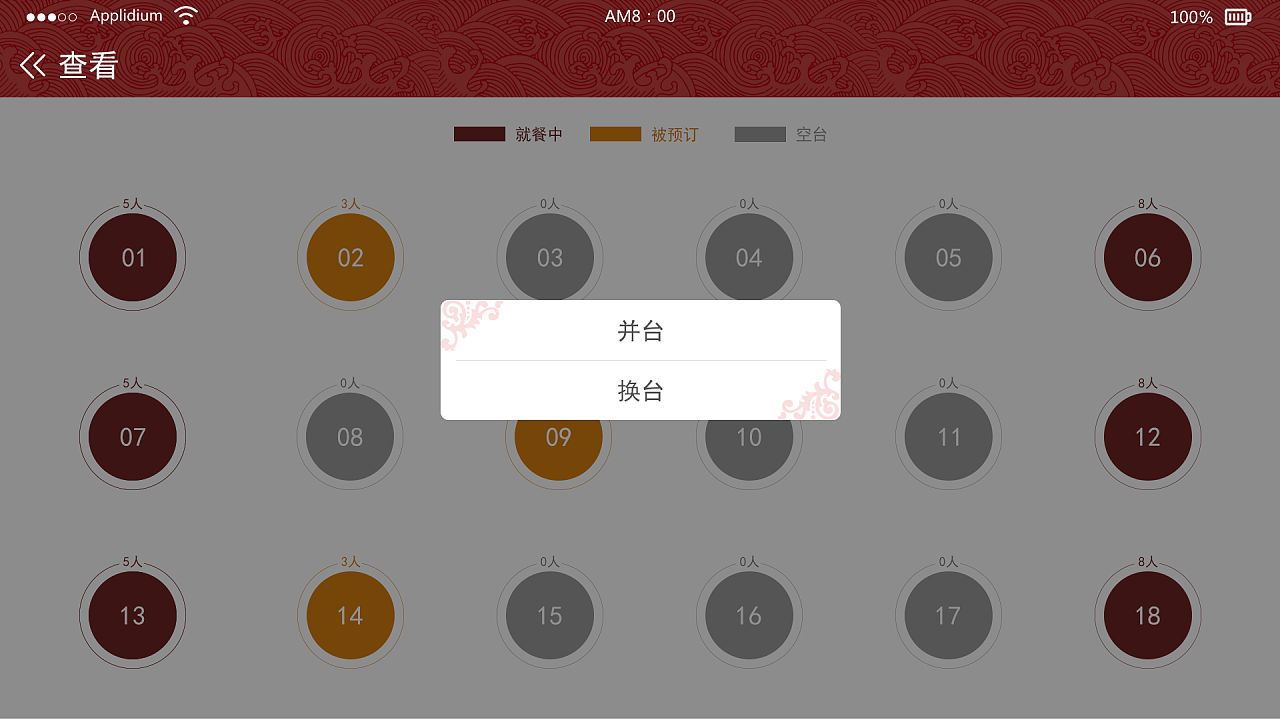 Applidium AM8：00 100%
查看
就餐中 被预订 空台
5人 3人 0人 0人 0人 8人
01 02 03 04 05 06
并台
换台
5人 0人 0人 8人
07 08 09 10 11 12
5人 3人 0人 0人 0人 8人
13 14 15 16 17 18